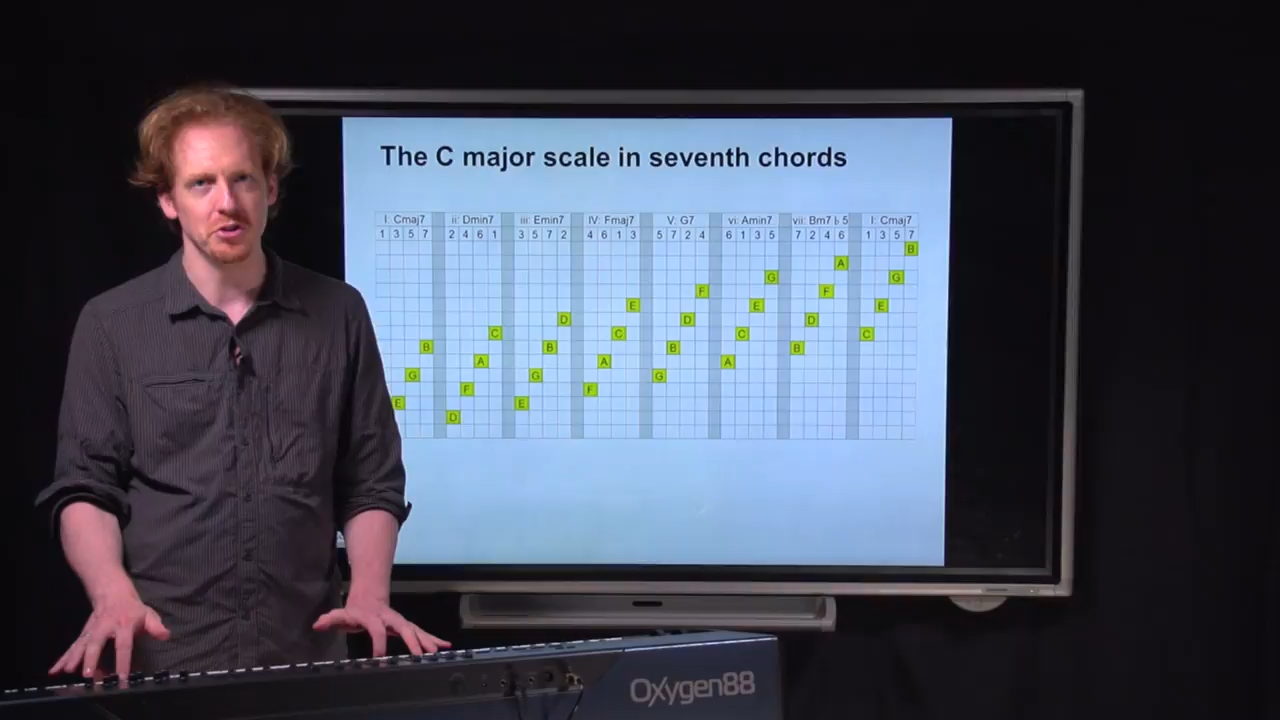 The C major scale in seventh chords
I: Cmaj7 ii: Dmin7 iii: Emin7 IV: Fmaj7 V: G7 vi: Amin7 vii: Bm7♭5 I: Cmaj7
1 3 5 7 2 4 6 1 3 5 7 2 4 6 1 3 5 7 2 4 6 1 3 5 7 2 4 6 1 3 5 7
B
A
G G
F F
E E E
D D D
C C C
B B B B
A A A
G G G
F F
E E
D
Oxygen88